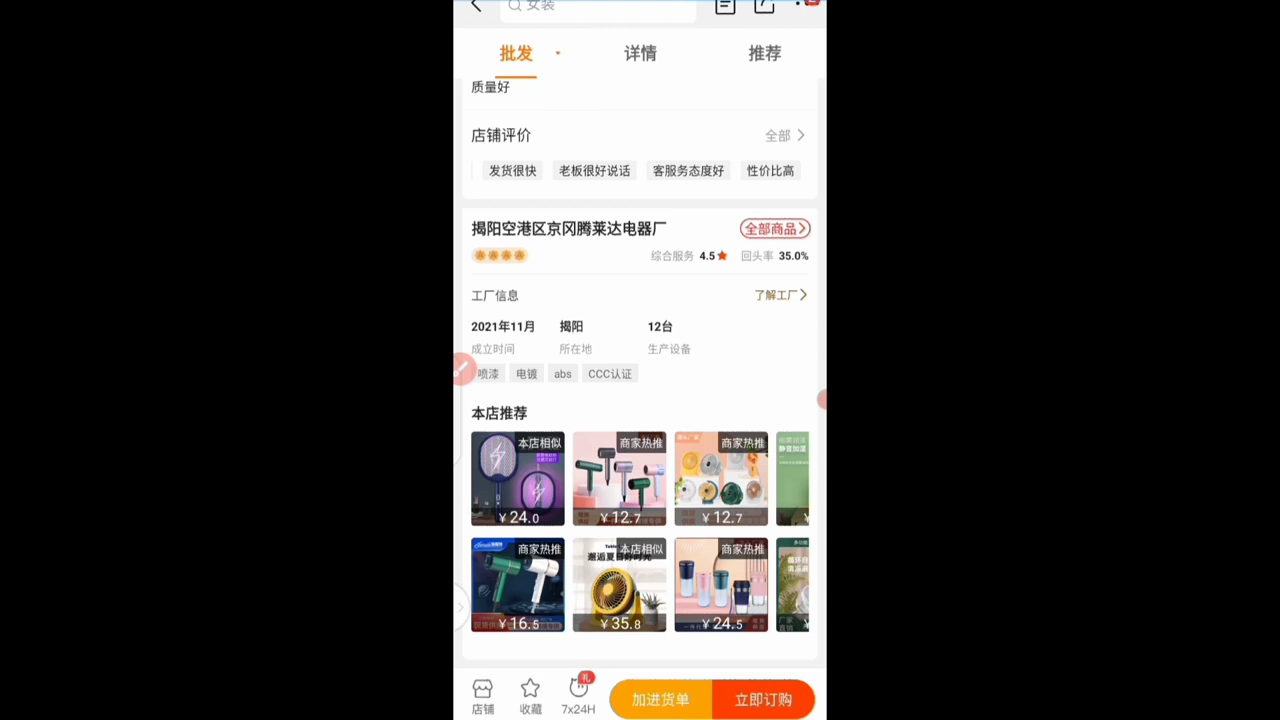 女装
批发
详情
推荐
质量好
店铺评价
全部
发货很快
老板很好说话
客服务态度好
性价比高
揭阳空港区京冈腾莱达电器厂
全部商品
综合服务 4.5
回头率 35.0%
工厂信息
了解工厂
2021年11月
揭阳
12台
成立时间
所在地
生产设备
喷漆
电镀
abs
CCC认证
本店推荐
本店相似
商家热推
商家热推
¥24.0
¥12.7
¥12.7
¥
商家热推
邂逅夏日好时光
本店相似
商家热推
¥16.5
¥35.8
¥24.5
¥
礼
店铺
收藏
7x24H
加进货单
立即订购